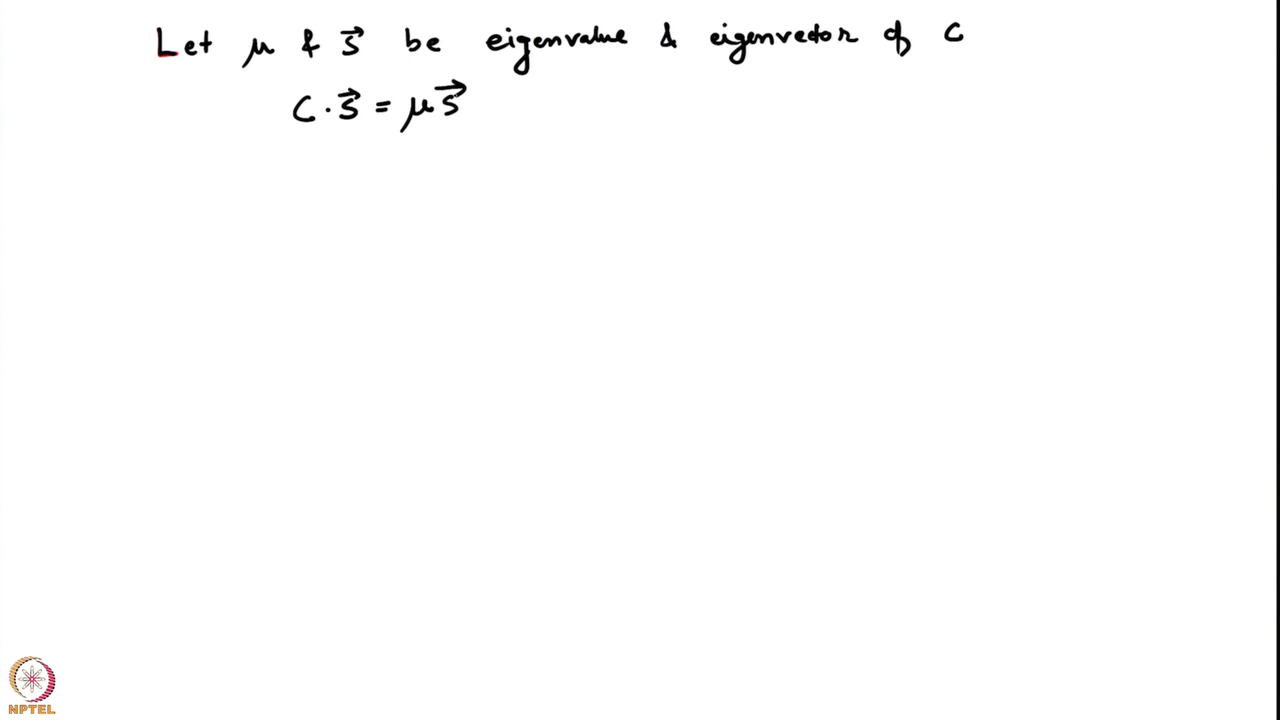 Let μ & s⃗ be eigenvalue & eigenvector of C
C · s⃗ = μ s⃗
NPTEL